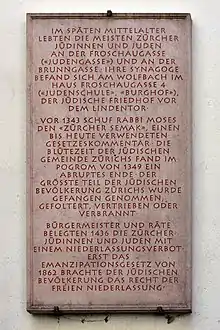 IM SPÄTEN MITTELALTER
LEBTEN DIE MEISTEN ZÜRCHER
JÜDINNEN UND JUDEN
AN DER FROSCHAUGASSE
(«JUDENGASSE») UND AN DER
BRUNNGASSE; IHRE SYNAGOGE
BEFAND SICH AM WOLFBACH IM
HAUS FROSCHAUGASSE 4
(«JUDENSCHULE», «BURGHOF»),
DER JÜDISCHE FRIEDHOF VOR
DEM LINDENTOR
VOR 1343 SCHUF RABBI MOSES
DEN «ZÜRCHER SEMAK», EINEN
BIS HEUTE VERWENDETEN
GESETZESKOMMENTAR. DIE
BLÜTEZEIT DER JÜDISCHEN
GEMEINDE ZÜRICHS FAND IM
POGROM VON 1349 EIN
ABRUPTES ENDE: DER
GRÖSSTE TEIL DER JÜDISCHEN
BEVÖLKERUNG ZÜRICHS WURDE
GEFANGEN GENOMMEN,
GEFOLTERT, VERTRIEBEN ODER
VERBRANNT
BÜRGERMEISTER UND RÄTE
BELEGTEN 1436 DIE ZÜRCHER
JÜDINNEN UND JUDEN MIT
EINEM NIEDERLASSUNGSVERBOT.
ERST DAS
EMANZIPATIONSGESETZ VON
1862 BRACHTE DER JÜDISCHEN
BEVÖLKERUNG DAS RECHT DER
FREIEN NIEDERLASSUNG